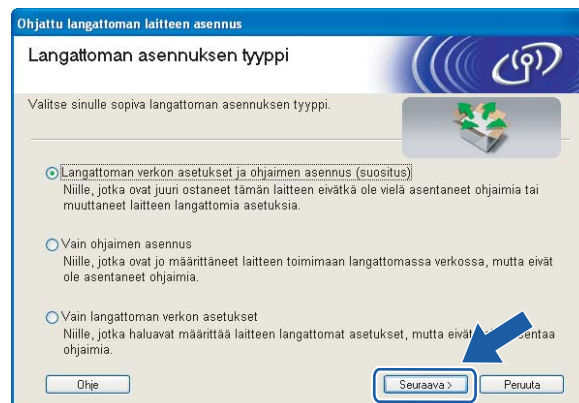 Ohjattu langattoman laitteen asennus
Langattoman asennuksen tyyppi
Valitse sinulle sopiva langattoman asennuksen tyyppi.
Langattoman verkon asetukset ja ohjaimen asennus (suositus)
Niille, jotka ovat juuri ostaneet tämän laitteen eivätkä ole vielä asentaneet ohjaimia tai
muuttaneet laitteen langattomia asetuksia.
Vain ohjaimen asennus
Niille, jotka ovat jo määrittäneet laitteen toimimaan langattomassa verkossa, mutta eivät
ole asentaneet ohjaimia.
Vain langattoman verkon asetukset
Niille, jotka haluavat määrittää laitteen langattomat asetukset, mutta eivät
ohjaimia.
Ohje Seuraava > Peruuta